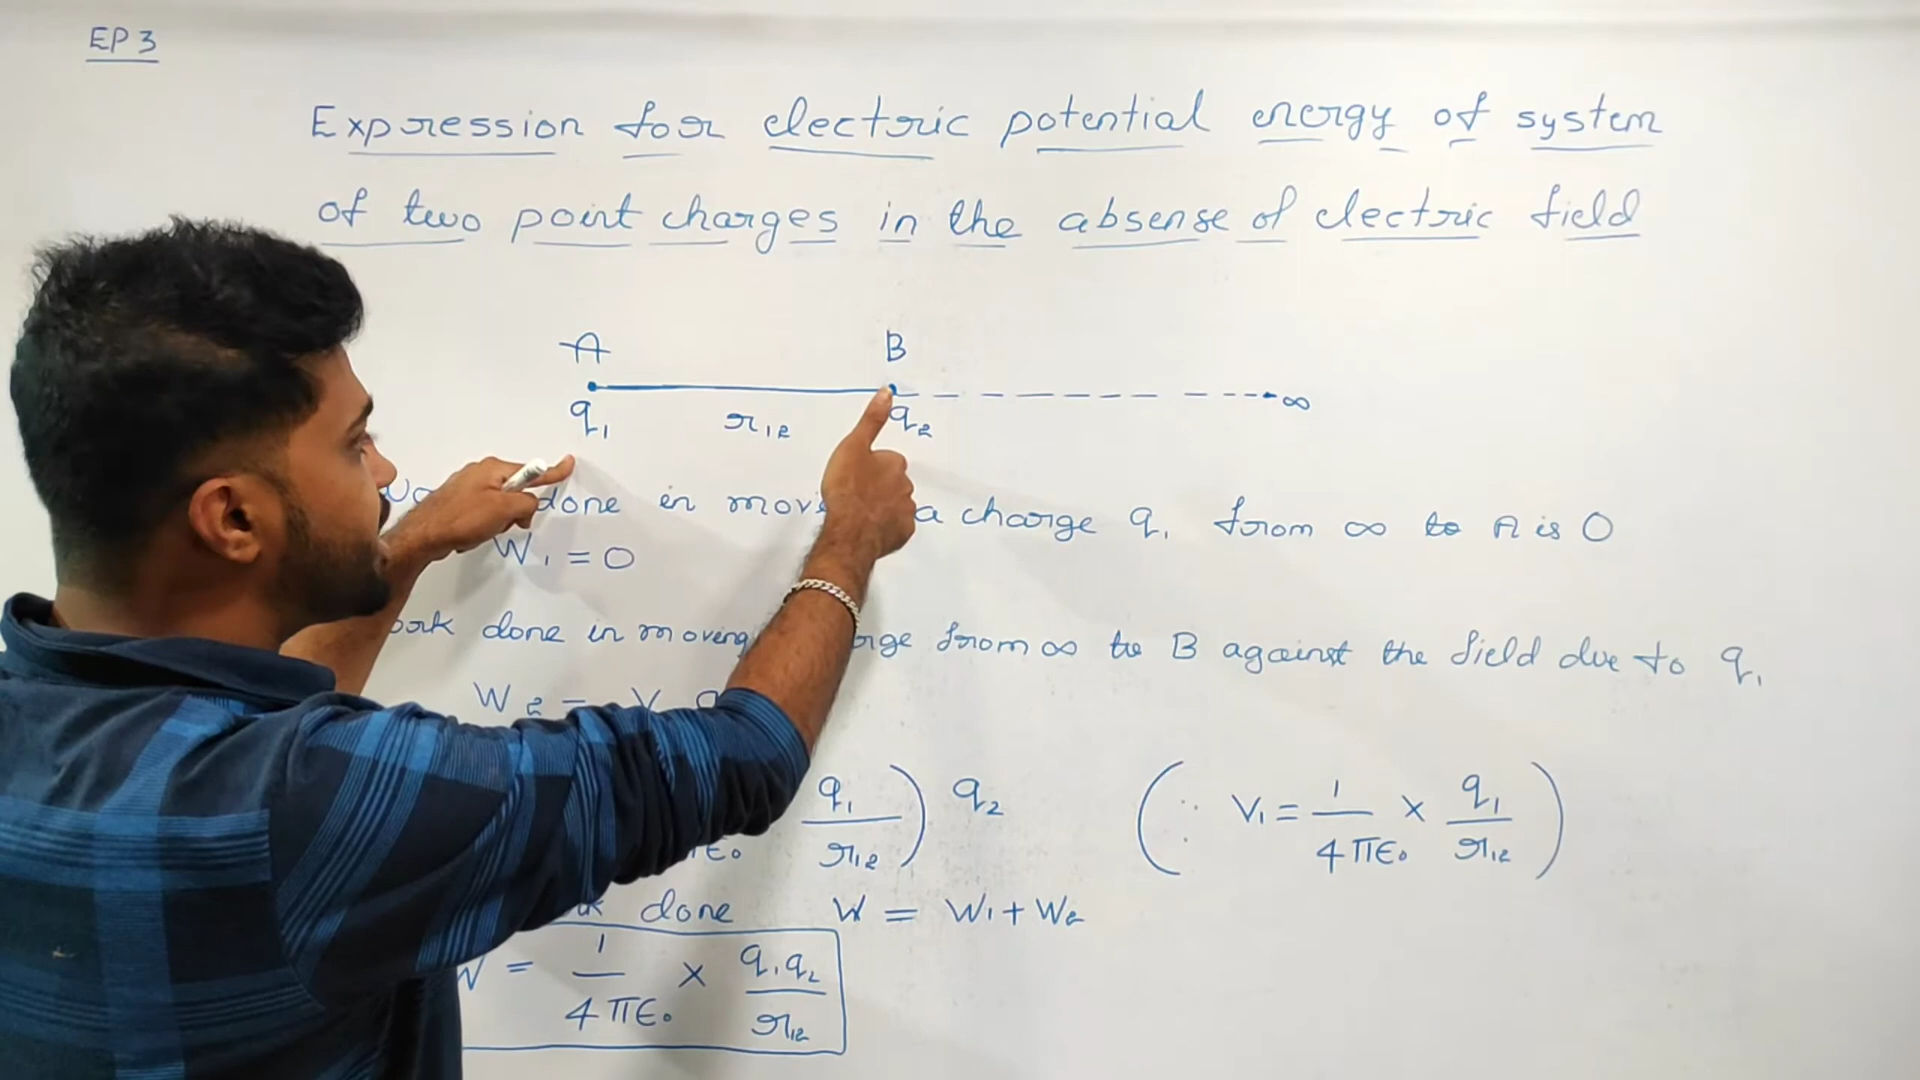 EP 3
Expression for electric potential energy of system
of two point charges in the absense of electric field
A B
q₁ r₁₂ q₂ ∞
done in a charge q₁ from ∞ to A is 0
W₁ = 0
done in moving from ∞ to B against the field due to q₁
W₂ =
q₁/r₁₂) q₂ (∵ V₁ = 1/4πϵ₀ × q₁/r₁₂)
done W = W₁ + W₂
W = 1/4πϵ₀ × q₁q₂/r₁₂